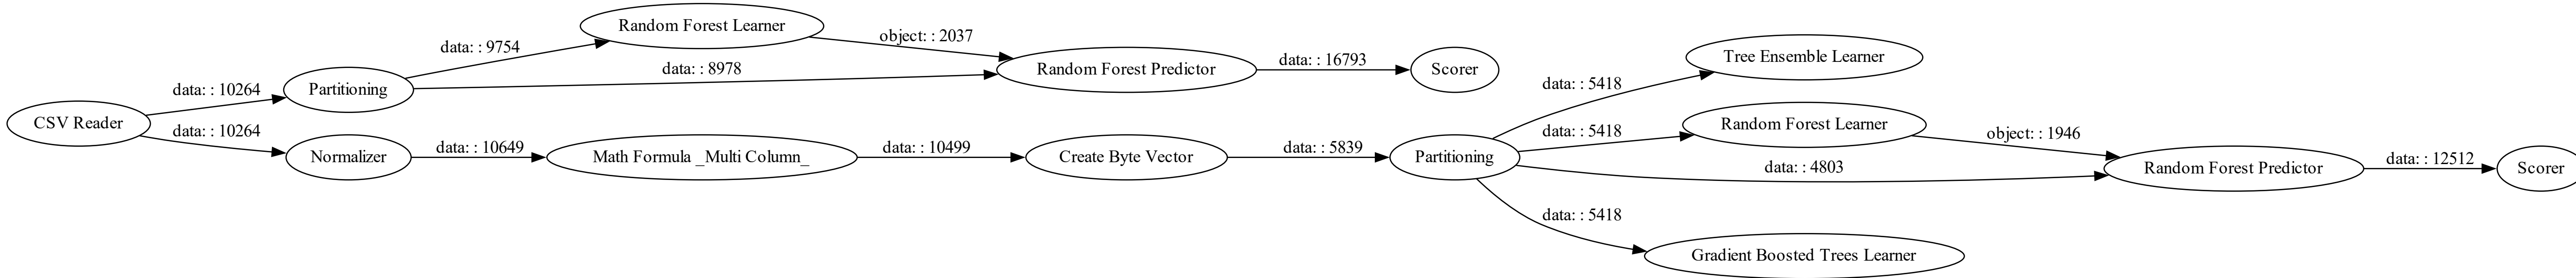 CSV Reader
data: : 10264
data: : 10264
Partitioning
Normalizer
data: : 9754
data: : 8978
data: : 10649
Random Forest Learner
Math Formula _Multi Column_
object: : 2037
data: : 10499
Random Forest Predictor
Create Byte Vector
data: : 16793
data: : 5839
Scorer
Partitioning
data: : 5418
data: : 5418
data: : 4803
data: : 5418
Tree Ensemble Learner
Random Forest Learner
Gradient Boosted Trees Learner
object: : 1946
Random Forest Predictor
data: : 12512
Scorer